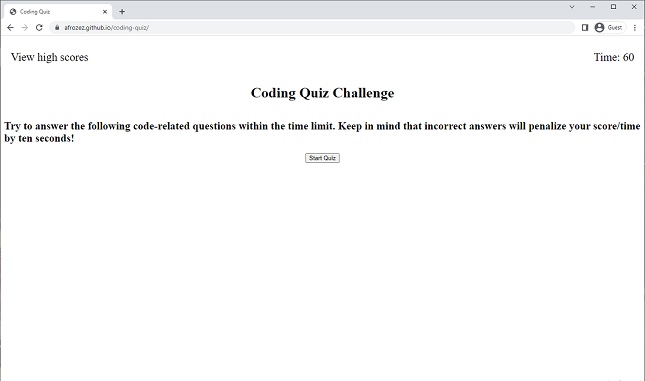 Coding Quiz
afrozez.github.io/coding-quiz/
Guest
View high scores
Time: 60
Coding Quiz Challenge
Try to answer the following code-related questions within the time limit. Keep in mind that incorrect answers will penalize your score/time
by ten seconds!
Start Quiz